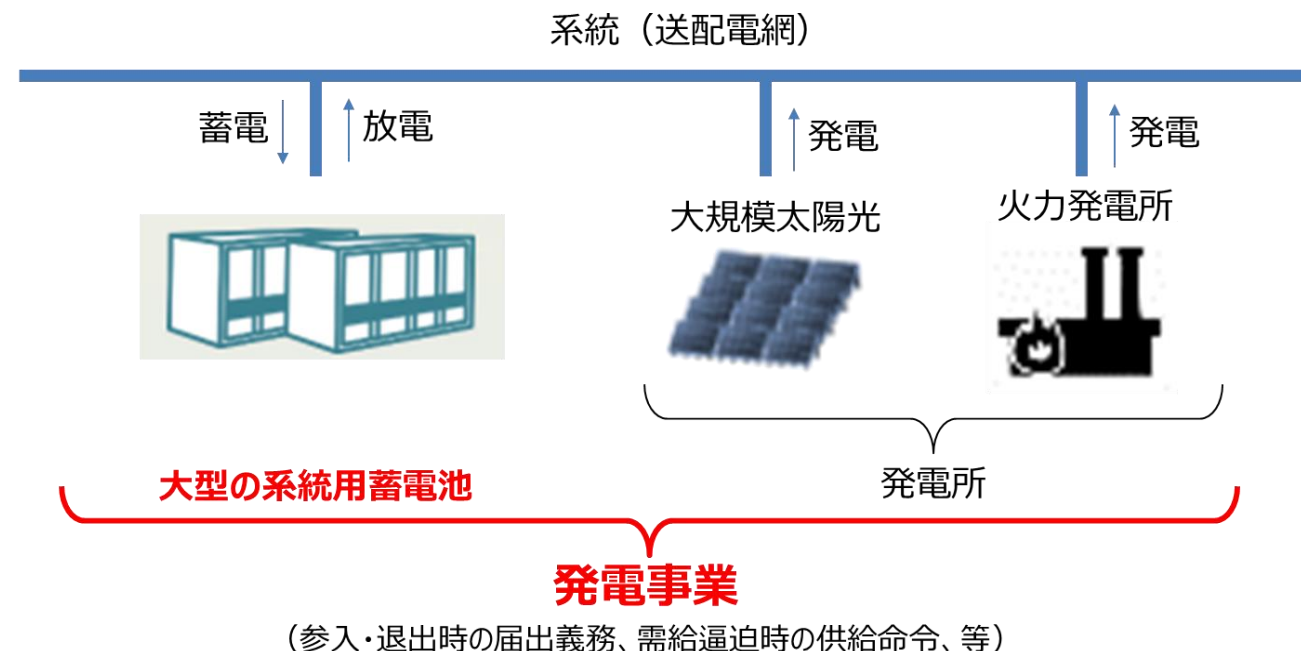 系統（送配電網）
蓄電
放電
発電
発電
大規模太陽光
火力発電所
発電所
大型の系統用蓄電池
発電事業
（参入・退出時の届出義務、需給逼迫時の供給命令、等）